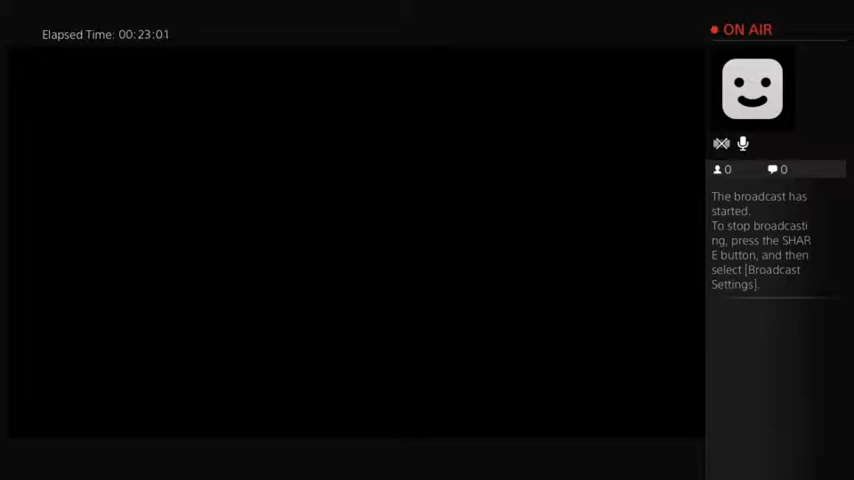 Elapsed Time: 00:23:01
ON AIR
0 0
The broadcast has
started.
To stop broadcasti
ng, press the SHAR
E button, and then
select [Broadcast
Settings].